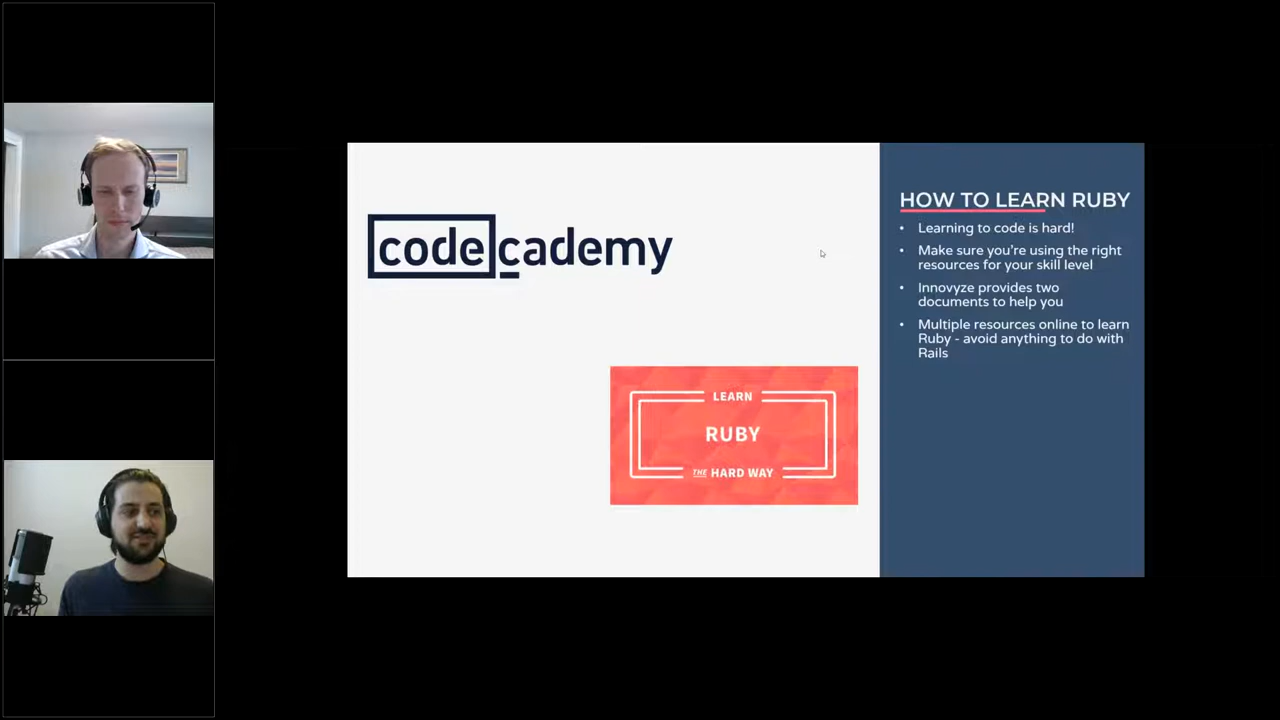 codecademy
LEARN
RUBY
THE HARD WAY
HOW TO LEARN RUBY
• Learning to code is hard!
• Make sure you're using the right
resources for your skill level
• Innovyze provides two
documents to help you
• Multiple resources online to learn
Ruby - avoid anything to do with
Rails